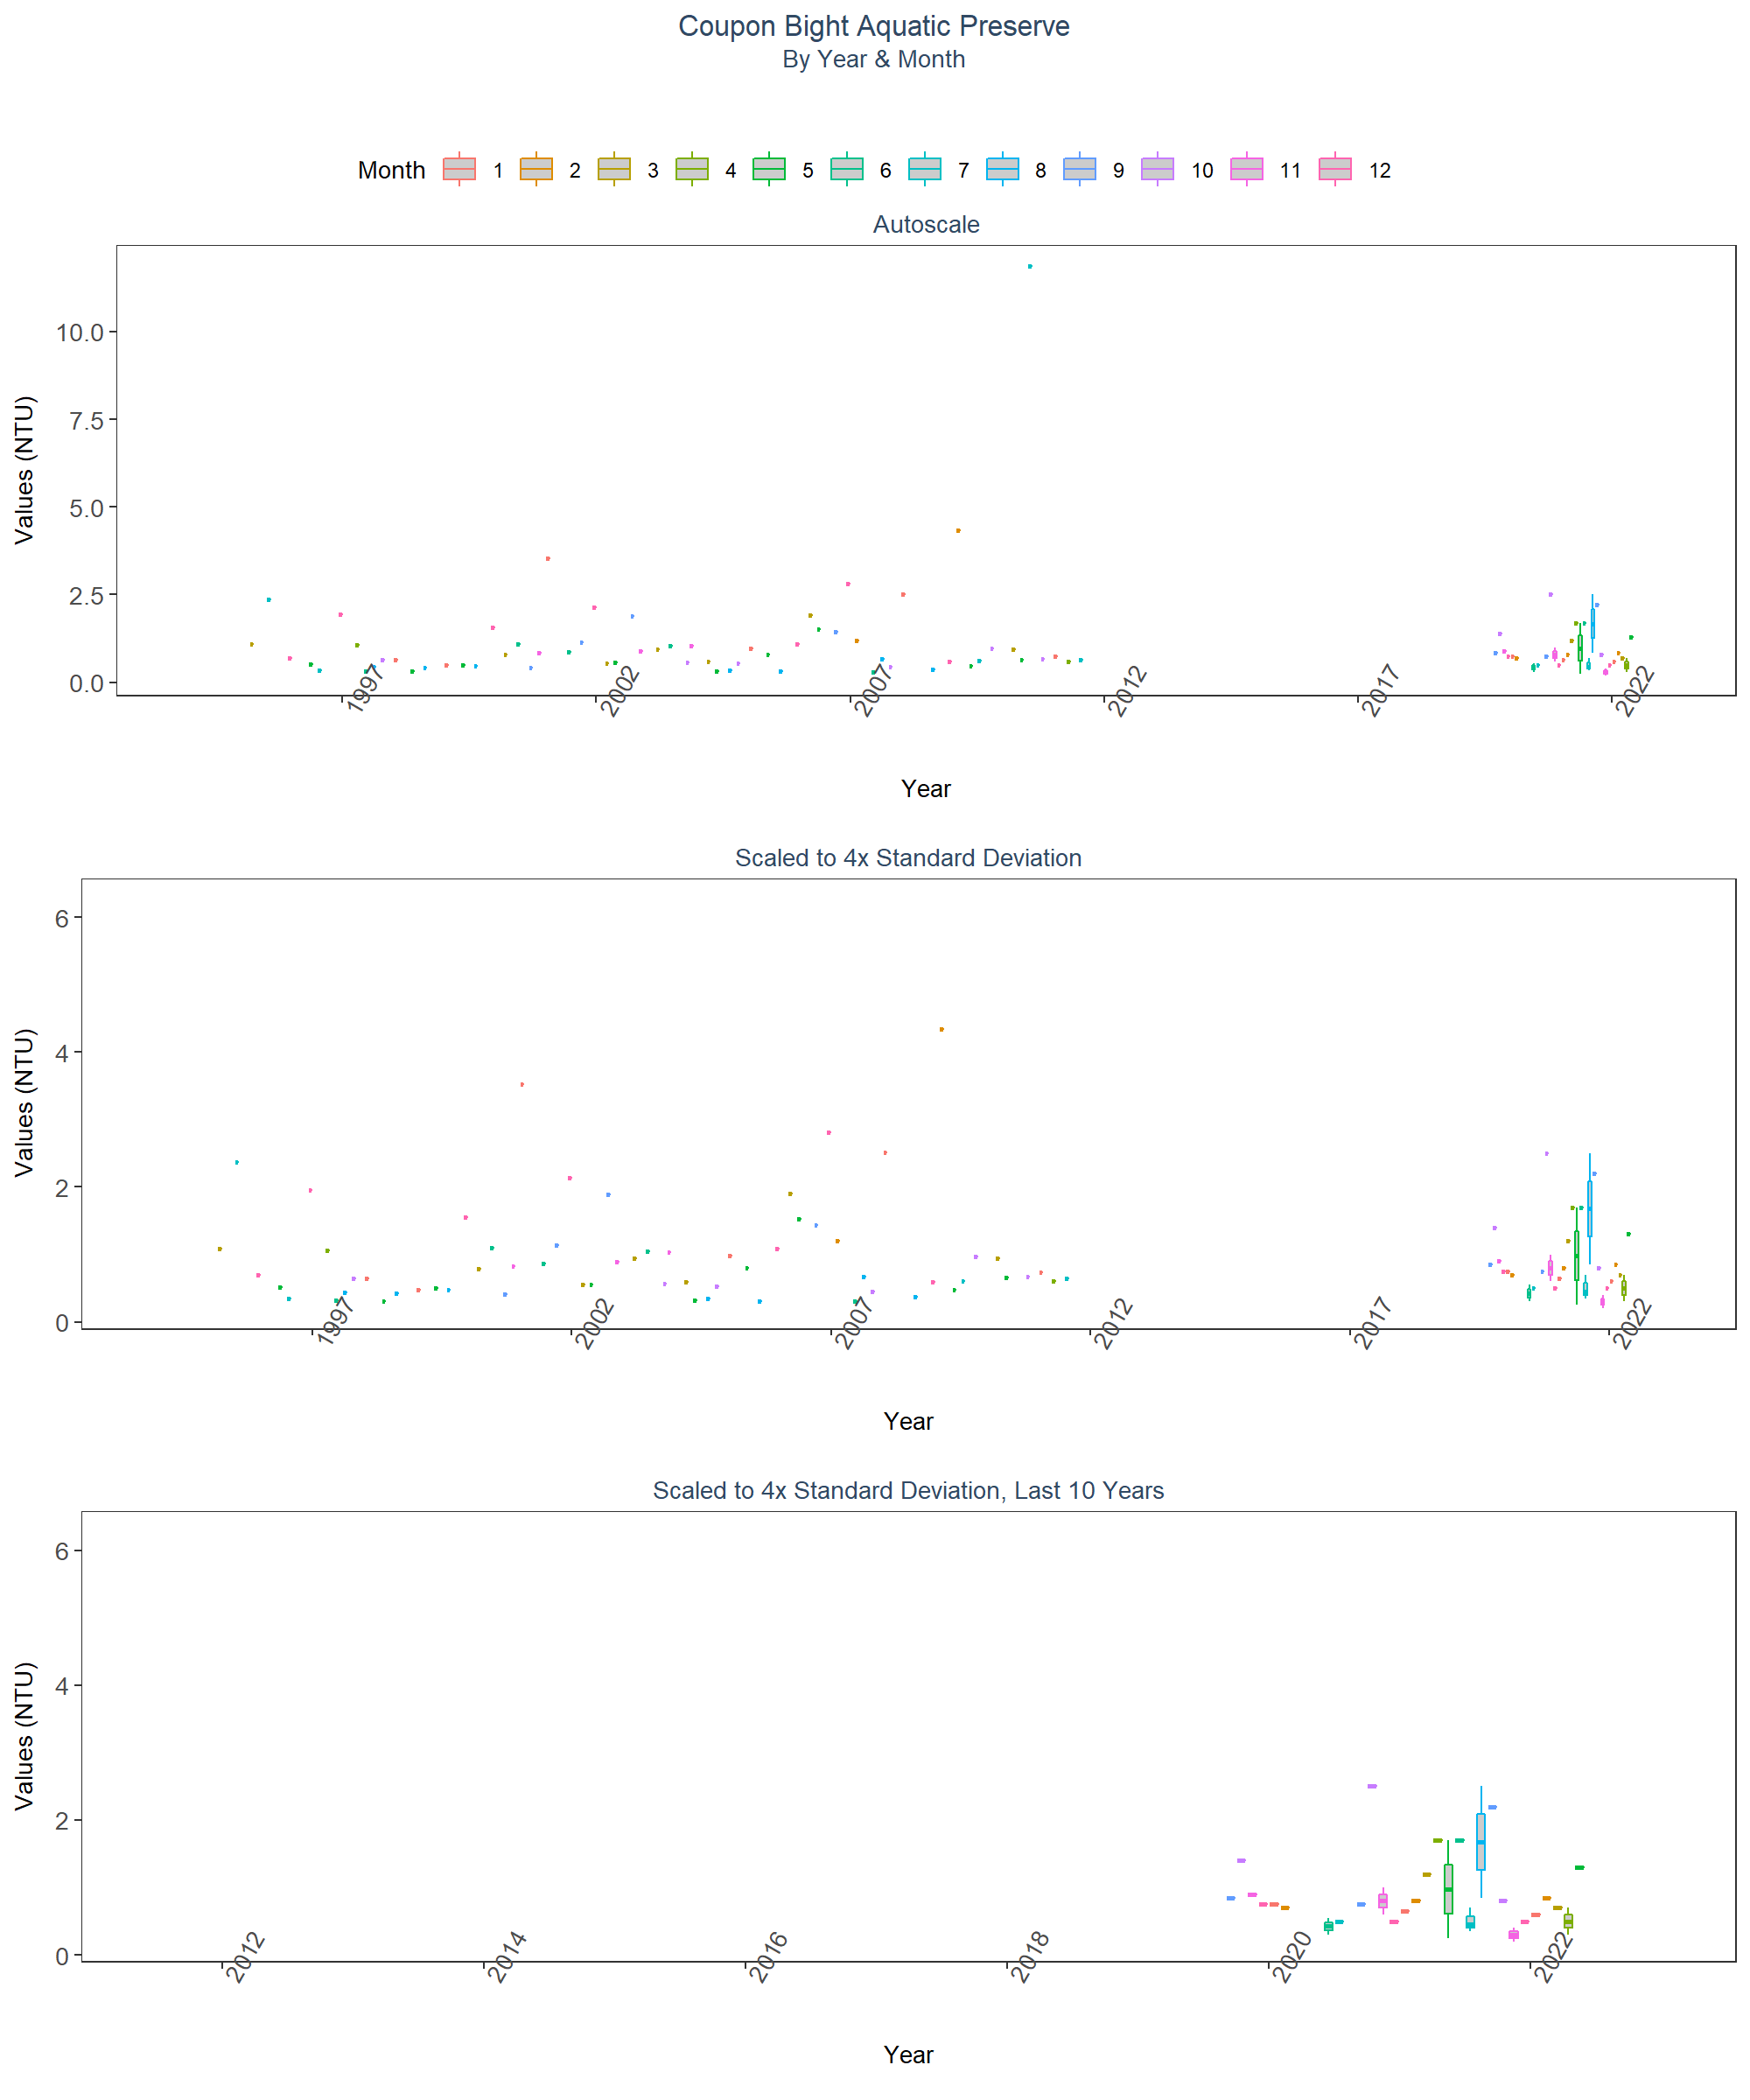 Coupon Bight Aquatic Preserve
By Year & Month
Month 1 2 3 4 5 6 7 8 9 10 11 12
Autoscale
Values (NTU)
10.0
7.5
5.0
2.5
0.0
1997 2002 2007 2012 2017 2022
Year
Scaled to 4x Standard Deviation
Values (NTU)
6
4
2
0
1997 2002 2007 2012 2017 2022
Year
Scaled to 4x Standard Deviation, Last 10 Years
Values (NTU)
6
4
2
0
2012 2014 2016 2018 2020 2022
Year